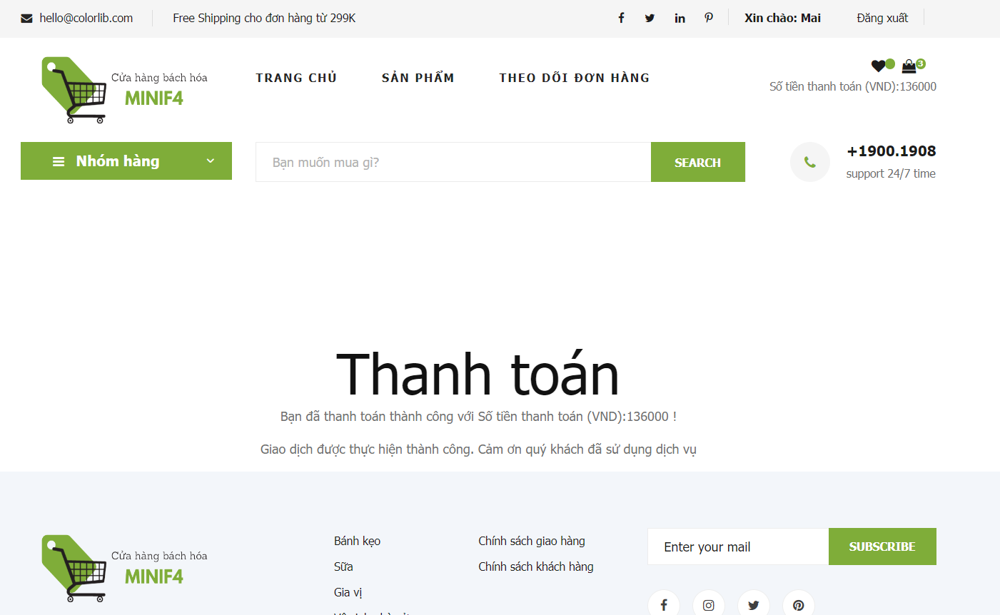 hello@colorlib.com
Free Shipping cho đơn hàng từ 299K
Xin chào: Mai
Đăng xuất
Cửa hàng bách hóa
MINIF4
TRANG CHỦ
SẢN PHẨM
THEO DÕI ĐƠN HÀNG
3
Số tiền thanh toán (VND):136000
Nhóm hàng
Bạn muốn mua gì?
SEARCH
+1900.1908
support 24/7 time
Thanh toán
Bạn đã thanh toán thành công với Số tiền thanh toán (VND):136000 !
Giao dịch được thực hiện thành công. Cảm ơn quý khách đã sử dụng dịch vụ
Cửa hàng bách hóa
MINIF4
Bánh kẹo
Sữa
Gia vị
Chính sách giao hàng
Chính sách khách hàng
Enter your mail
SUBSCRIBE